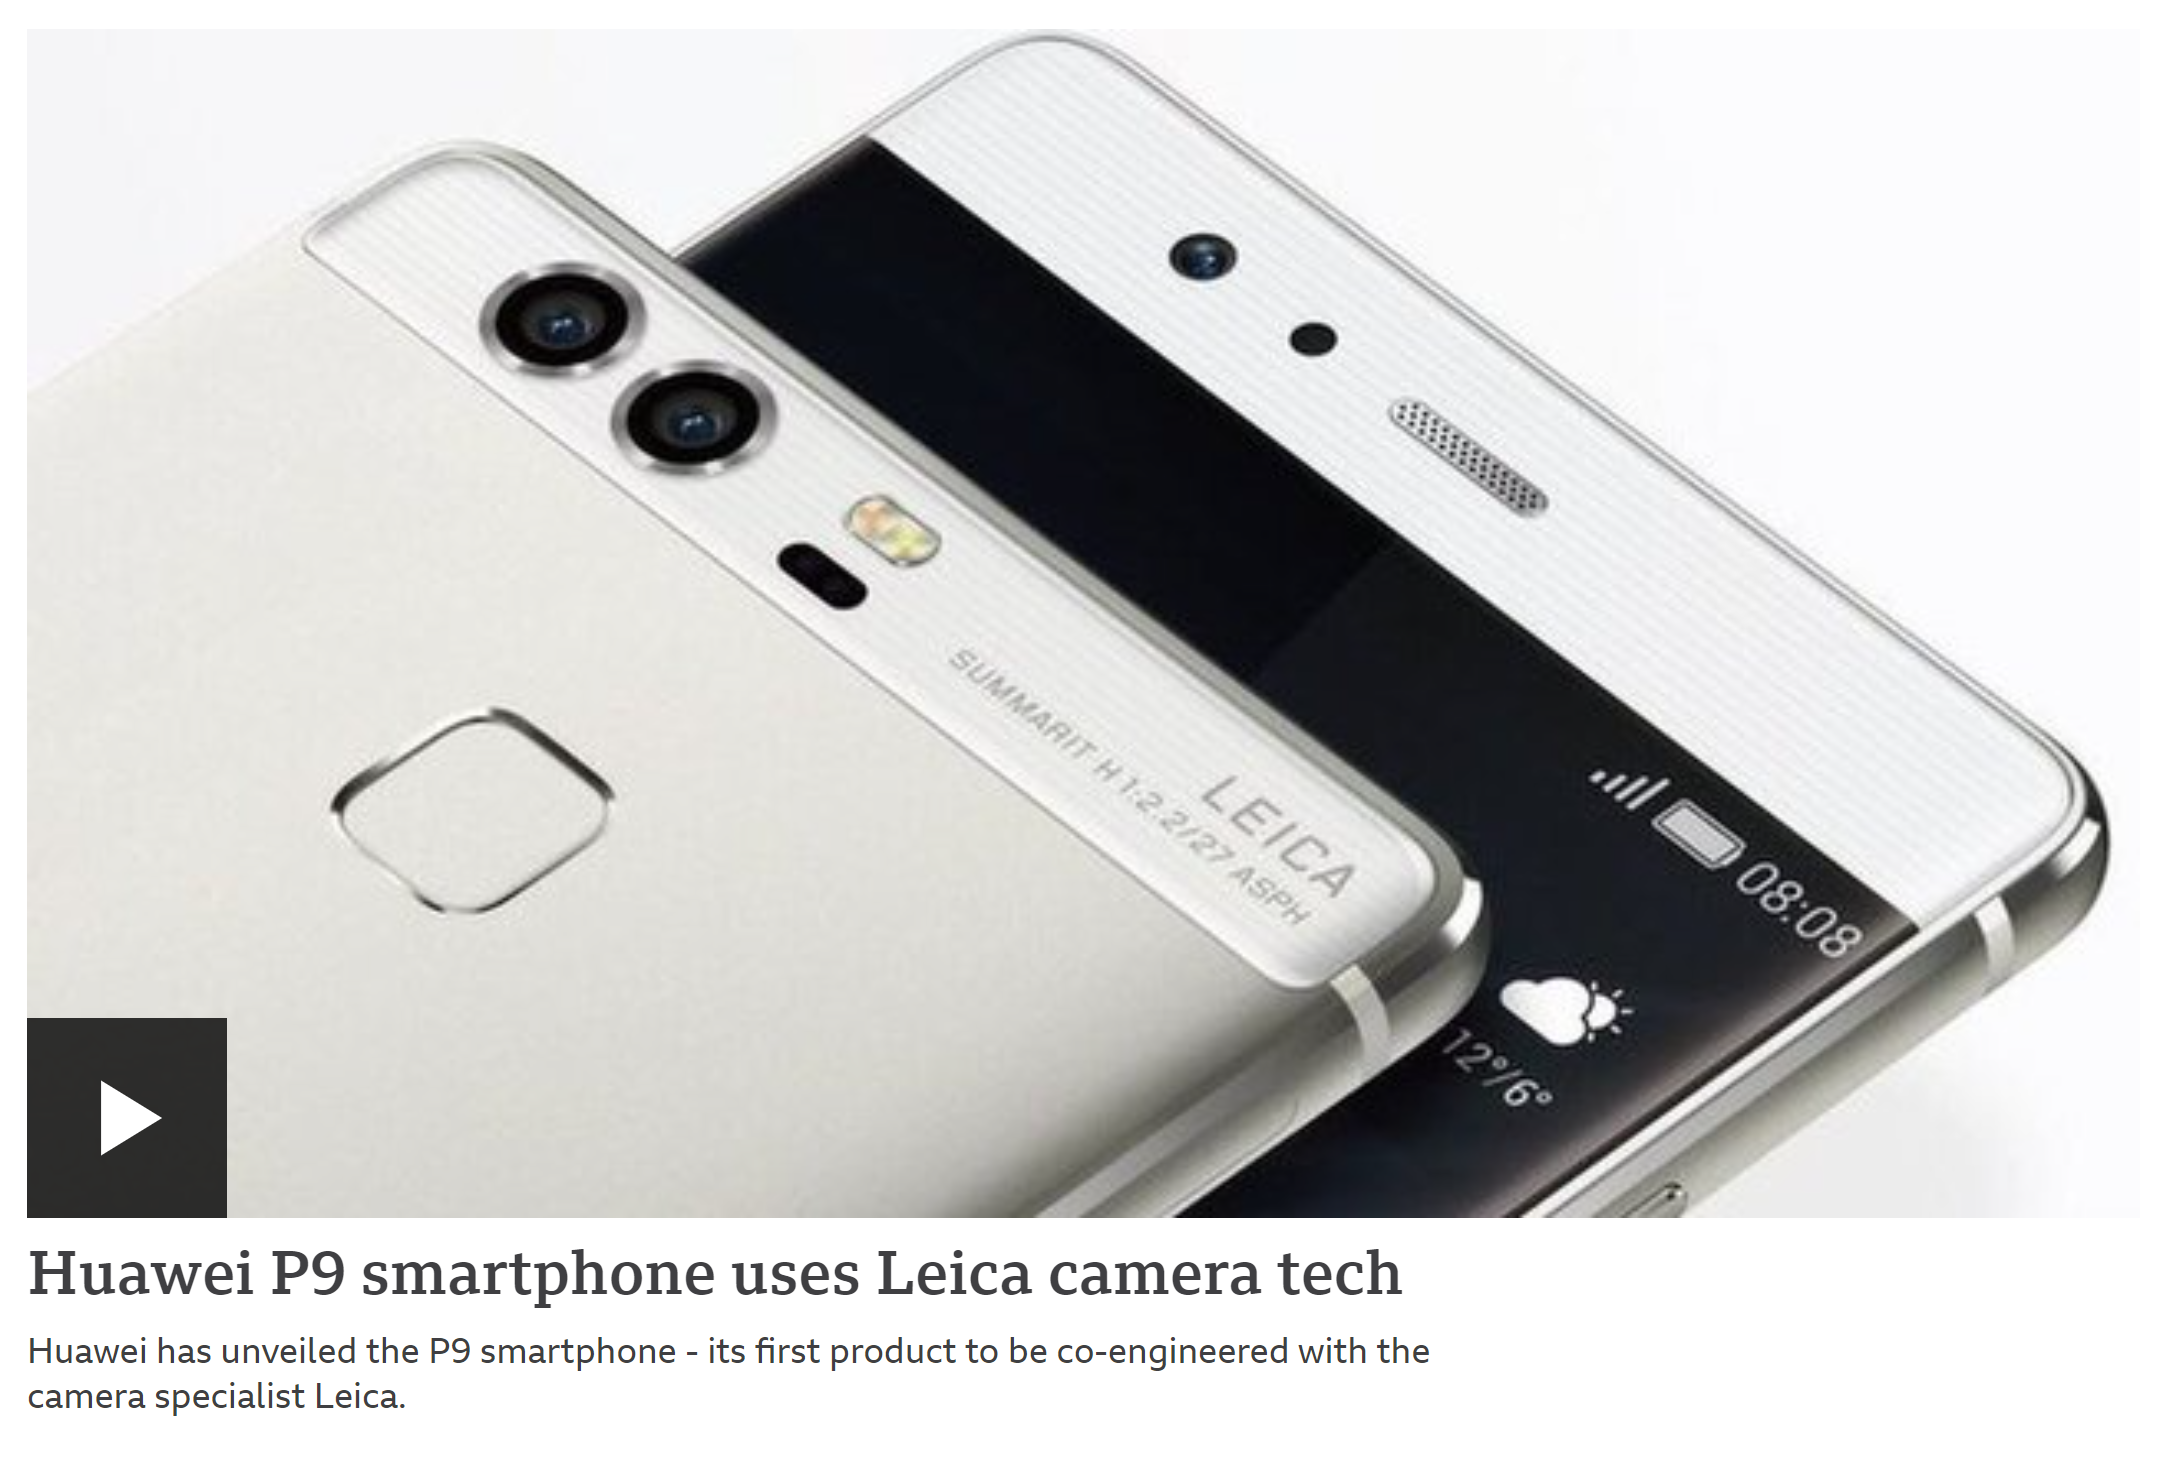 LEICA
SUMMARIT H 1:2.2/27 ASPH
08:08
12°/6°
Huawei P9 smartphone uses Leica camera tech
Huawei has unveiled the P9 smartphone - its first product to be co-engineered with the
camera specialist Leica.